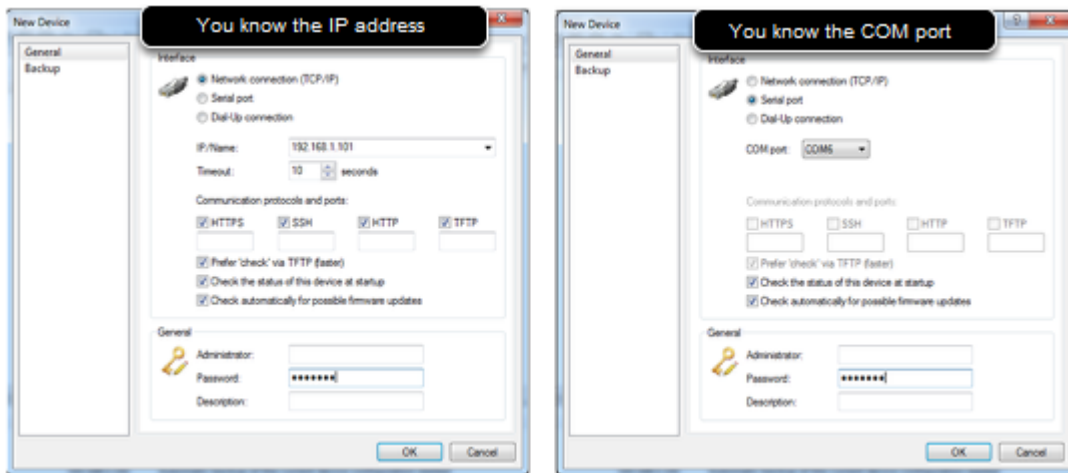 New Device
You know the IP address
General
Backup
Interface
Network connection (TCP/IP)
Serial port
Dial-Up connection
IP/Name: 192.168.1.101
Timeout: 10 seconds
Communication protocols and ports:
HTTPS SSH HTTP TFTP
Prefer 'check' via TFTP (faster)
Check the status of this device at startup
Check automatically for possible firmware updates
General
Administrator:
Password: •••••••
Description:
OK Cancel
New Device
You know the COM port
General
Backup
Interface
Network connection (TCP/IP)
Serial port
Dial-Up connection
COM port: COM6
Communication protocols and ports:
HTTPS SSH HTTP TFTP
Prefer 'check' via TFTP (faster)
Check the status of this device at startup
Check automatically for possible firmware updates
General
Administrator:
Password: •••••••
Description:
OK Cancel